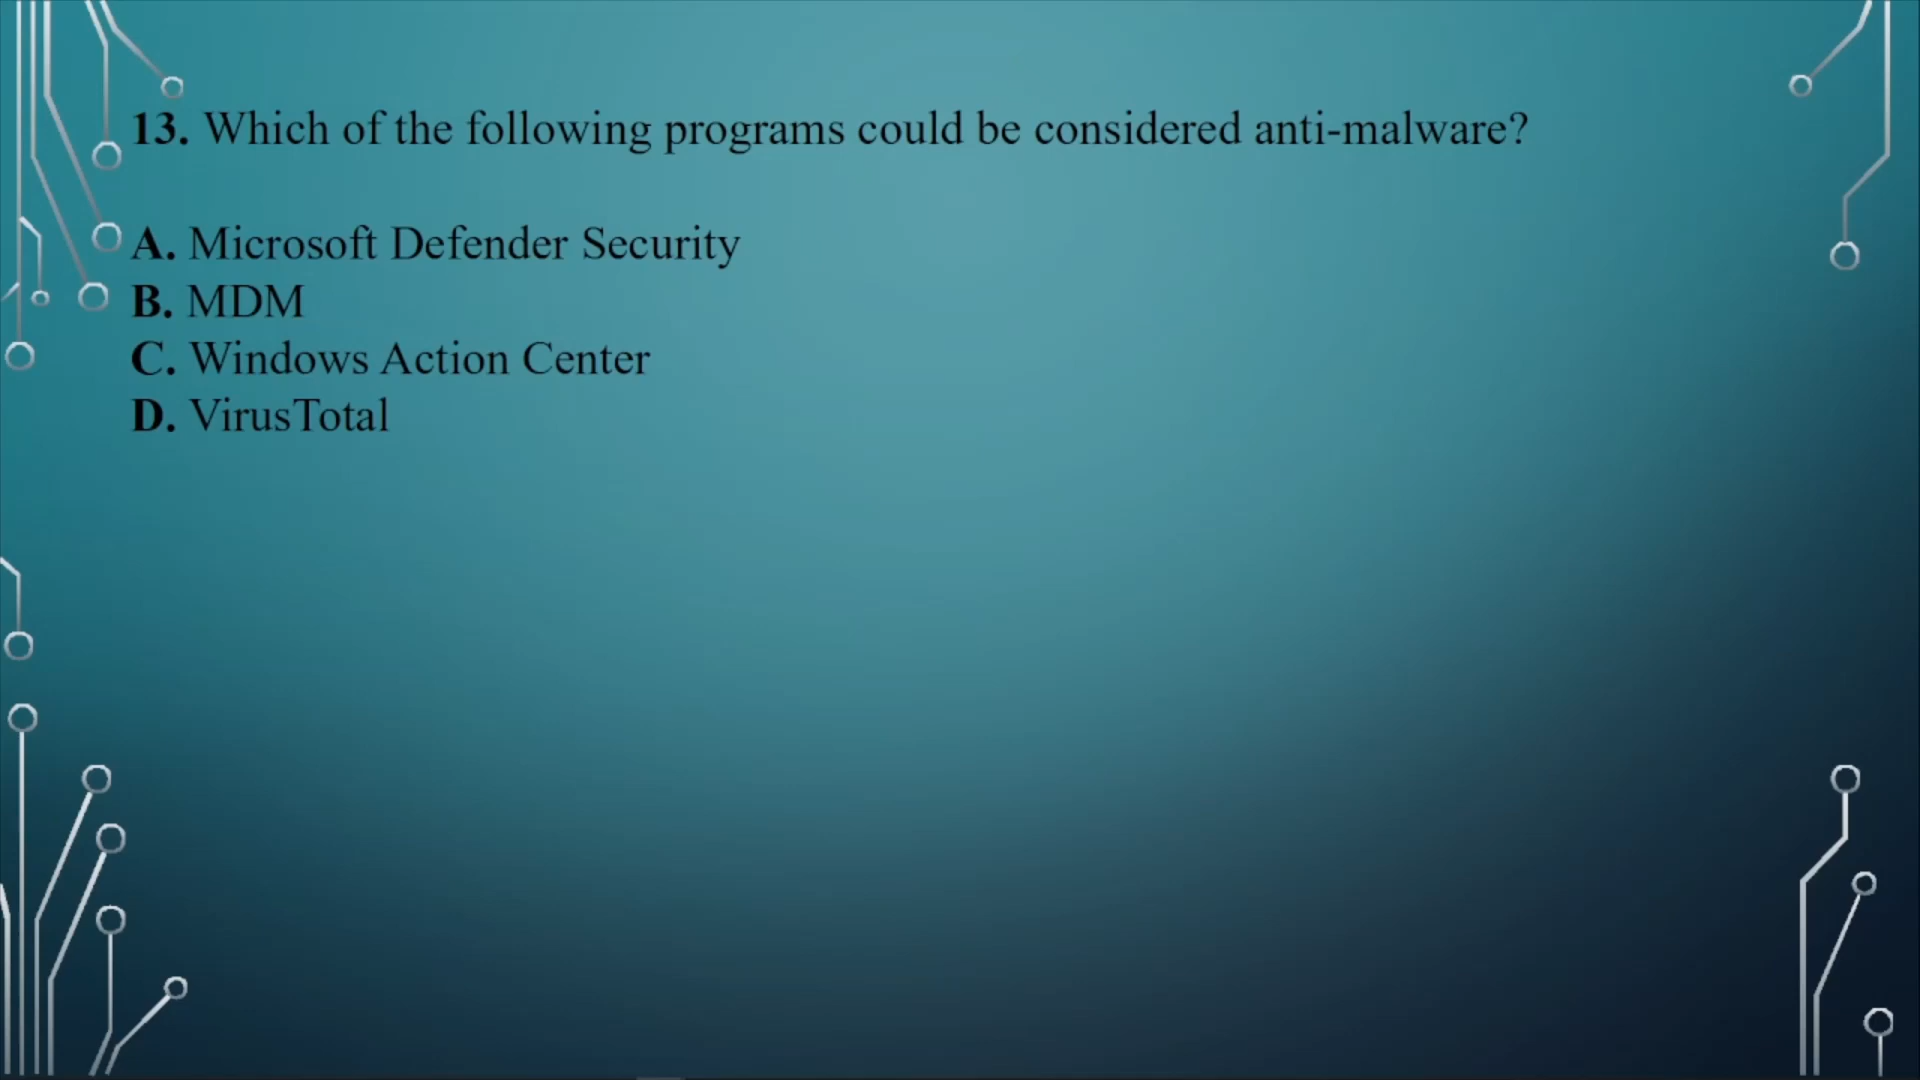 13. Which of the following programs could be considered anti-malware?
A. Microsoft Defender Security
B. MDM
C. Windows Action Center
D. VirusTotal